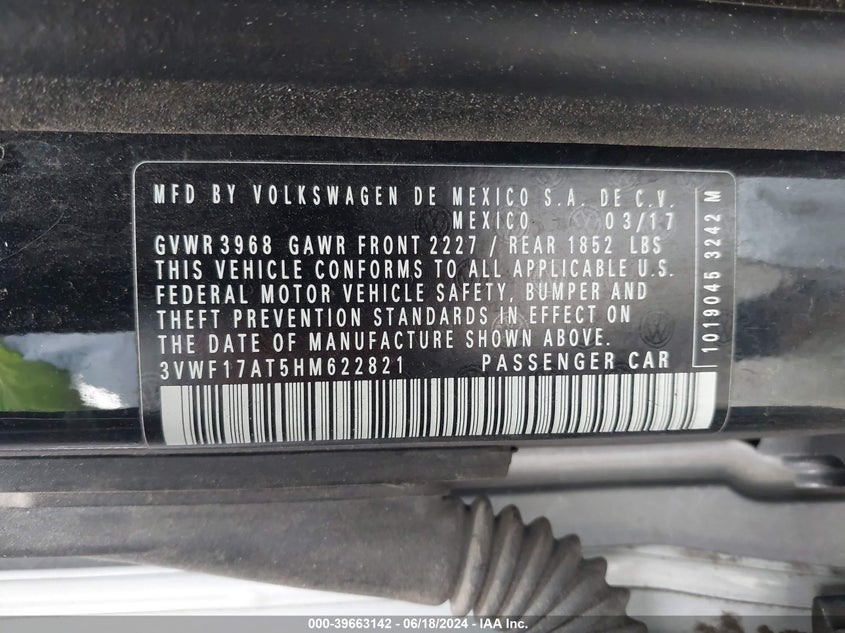 MFD BY VOLKSWAGEN DE MEXICO S.A. DE C.V.
MEXICO 03/17
GVWR 3968 GAWR FRONT 2227 / REAR 1852 LBS
THIS VEHICLE CONFORMS TO ALL APPLICABLE U.S.
FEDERAL MOTOR VEHICLE SAFETY, BUMPER AND
THEFT PREVENTION STANDARDS IN EFFECT ON
THE DATE OF MANUFACTURE SHOWN ABOVE.
3VWF17AT5HM622821 PASSENGER CAR
1019045 3242 M
000-39663142 - 06/18/2024 - IAA Inc.